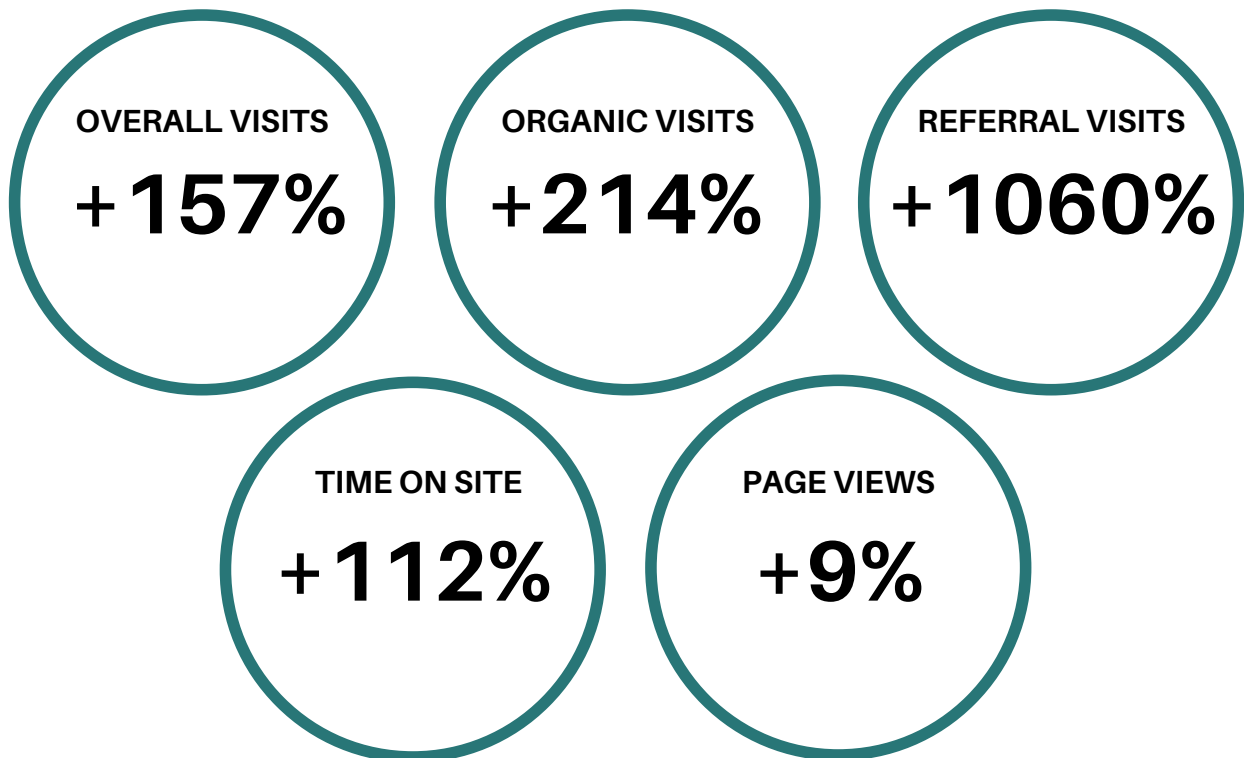 OVERALL VISITS
+157%
ORGANIC VISITS
+214%
REFERRAL VISITS
+1060%
TIME ON SITE
+112%
PAGE VIEWS
+9%